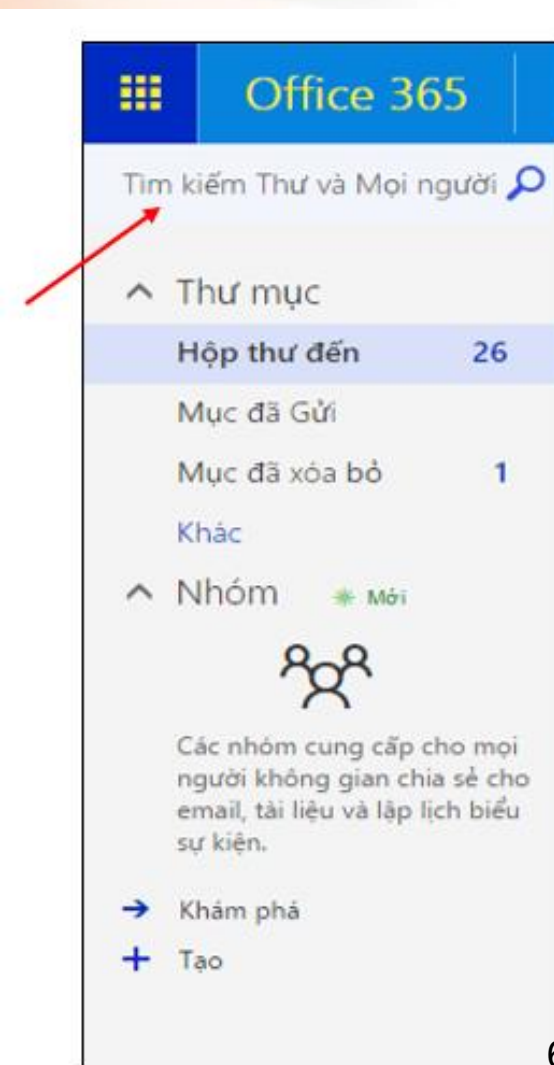 Office 365
Tìm kiếm Thư và Mọi người
Thư mục
Hộp thư đến 26
Mục đã Gửi
Mục đã xóa bỏ 1
Khác
Nhóm Mới
Các nhóm cung cấp cho mọi
người không gian chia sẻ cho
email, tài liệu và lập lịch biểu
sự kiện.
Khám phá
Tạo
6